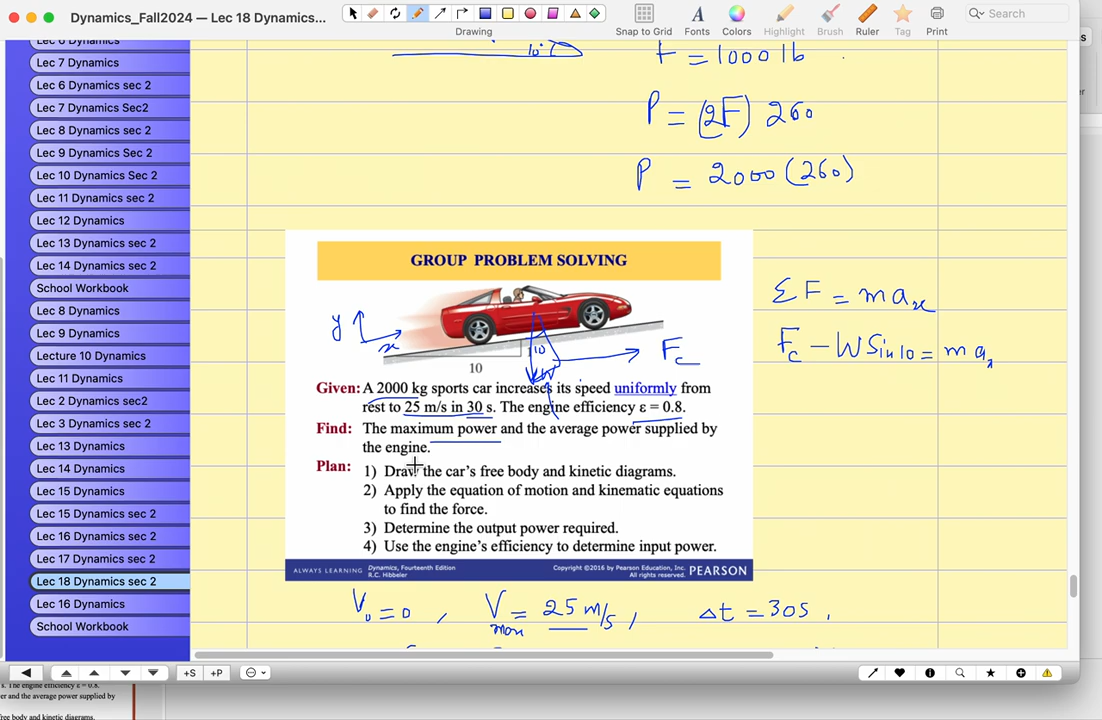 Dynamics_Fall2024 — Lec 18 Dynamics...
Drawing
Snap to Grid
Fonts
Colors
Highlight
Brush
Ruler
Tag
Print
Search
Lec 6 Dynamics
Lec 7 Dynamics
Lec 6 Dynamics sec 2
Lec 7 Dynamics Sec2
Lec 8 Dynamics sec 2
Lec 9 Dynamics Sec 2
Lec 10 Dynamics Sec 2
Lec 11 Dynamics sec 2
Lec 12 Dynamics
Lec 13 Dynamics sec 2
Lec 14 Dynamics sec 2
School Workbook
Lec 8 Dynamics
Lec 9 Dynamics
Lecture 10 Dynamics
Lec 11 Dynamics
Lec 2 Dynamics sec2
Lec 3 Dynamics sec 2
Lec 13 Dynamics
Lec 14 Dynamics
Lec 15 Dynamics
Lec 15 Dynamics sec 2
Lec 16 Dynamics sec 2
Lec 17 Dynamics sec 2
Lec 18 Dynamics sec 2
Lec 16 Dynamics
School Workbook
10°
F = 1000 lb
P = (2F) 260
P = 2000 (260)
GROUP PROBLEM SOLVING
y
x
10
F_c
W
10
Given: A 2000 kg sports car increases its speed uniformly from
rest to 25 m/s in 30 s. The engine efficiency ε = 0.8.
Find: The maximum power and the average power supplied by
the engine.
Plan: 1) Draw the car's free body and kinetic diagrams.
2) Apply the equation of motion and kinematic equations
to find the force.
3) Determine the output power required.
4) Use the engine's efficiency to determine input power.
ALWAYS LEARNING
Dynamics, Fourteenth Edition
R.C. Hibbeler
Copyright ©2016 by Pearson Education, Inc.
All rights reserved.
PEARSON
ΣF = ma_x
F_c − W Sin 10 = m a_x
V_0 = 0 , V_max = 25 m/s , Δt = 30s .
+S
+P